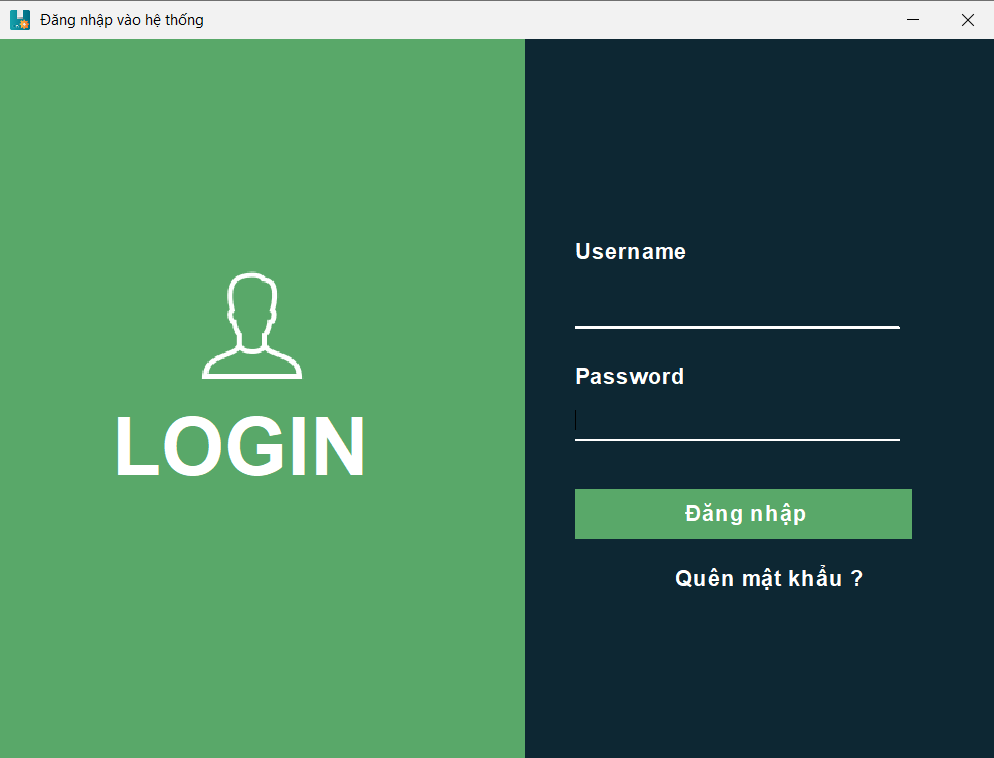 Đăng nhập vào hệ thống
LOGIN
Username
Password
Đăng nhập
Quên mật khẩu ?